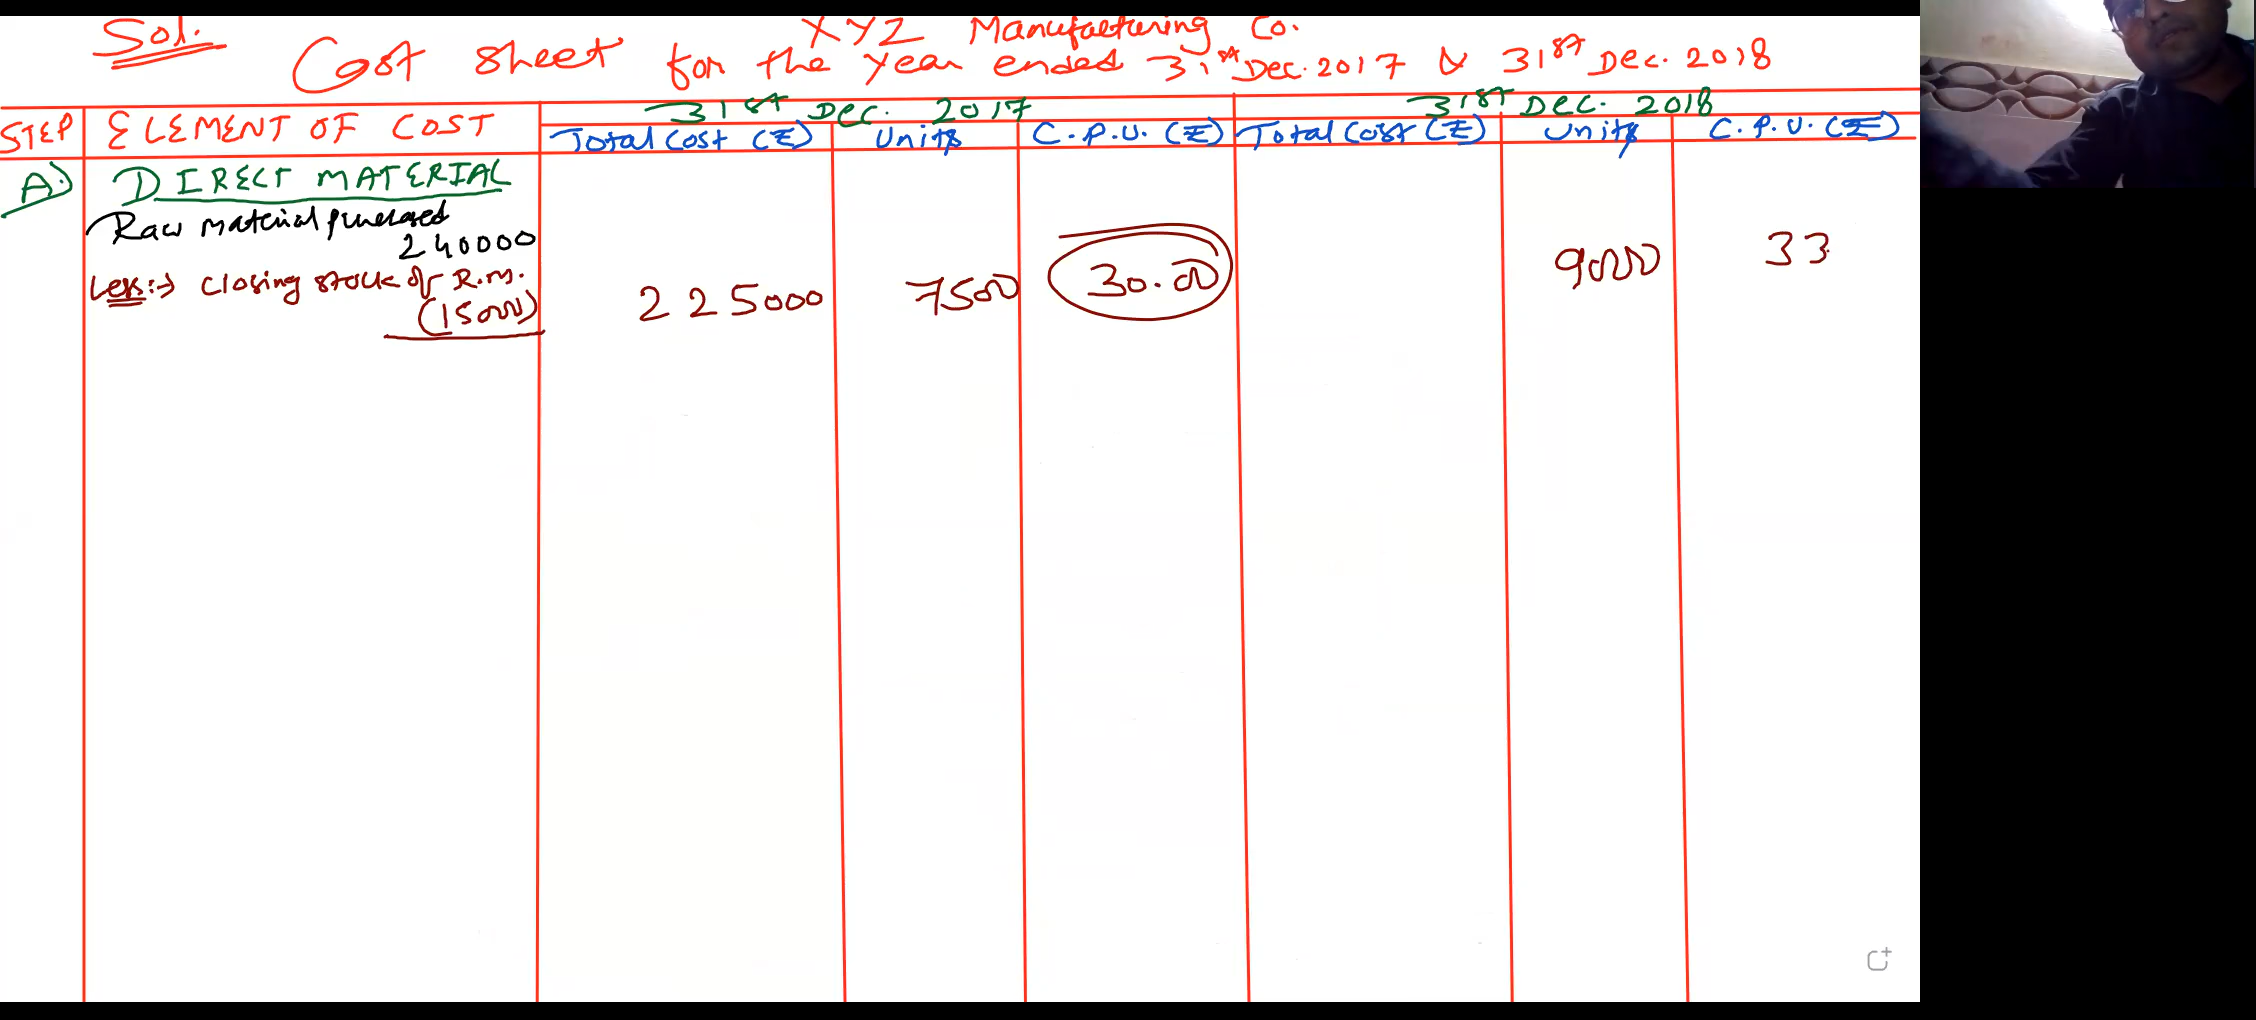 Sol.
XYZ Manufacturing Co.
Cost sheet for the year ended 31st Dec. 2017 & 31st Dec. 2018
STEP ELEMENT OF COST 31st Dec. 2017 31st Dec. 2018
Total Cost (₹) Units C.P.U. (₹) Total Cost (₹) Units C.P.U. (₹)
A) DIRECT MATERIAL
Raw material purchased
240000
Less:→ Closing stock of R.M.
(15000) 225000 7500 30.00 9000 33